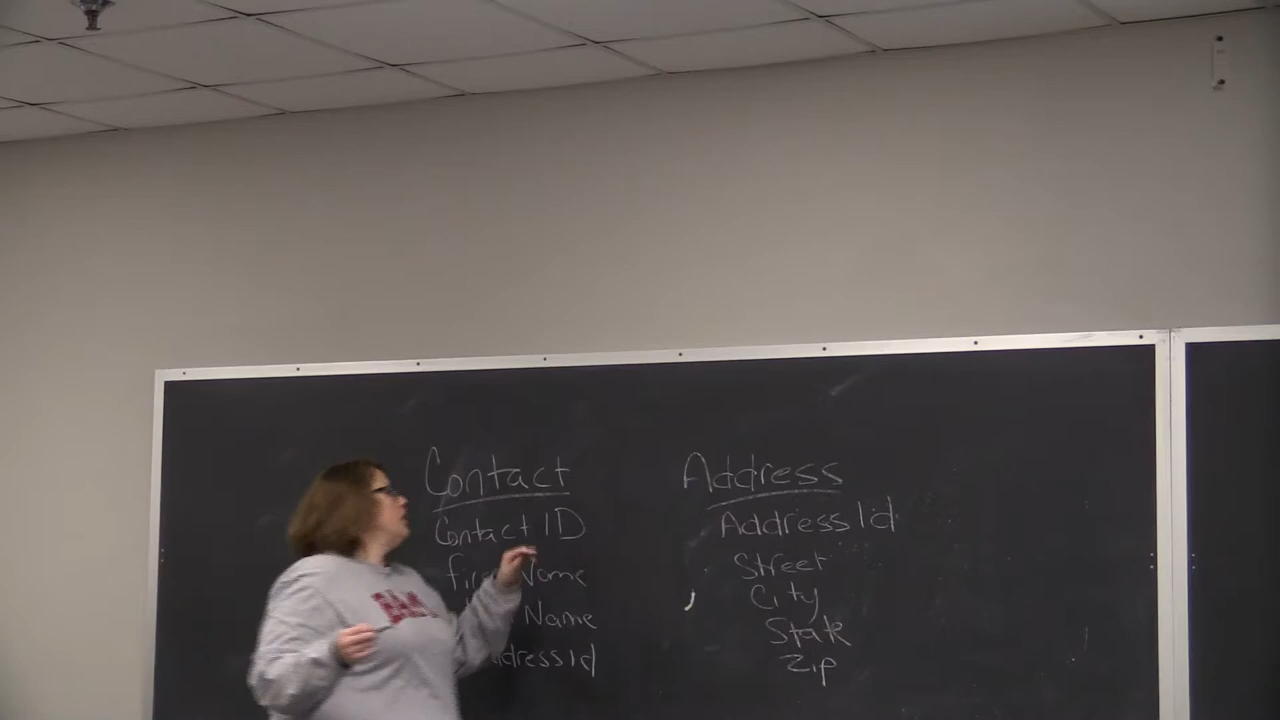 Contact
Contact ID
Name
Name
Address
AddressId
Street
City
State
Zip